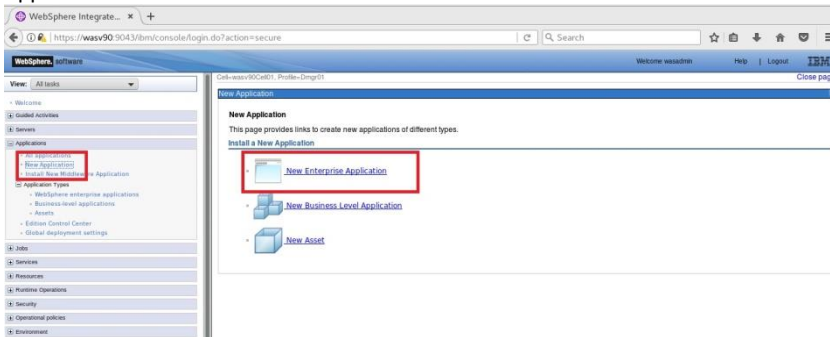 WebSphere Integrate... × +
https://wasv90:9043/ibm/console/login.do?action=secure
Search
WebSphere. software
Welcome wasadmin
Help | Logout
IBM
View: All tasks
Cell=wasv90Cell01, Profile=Dmgr01
Close page
Welcome
Guided Activities
Servers
Applications
All applications
New Application
Install New Middleware Application
Application Types
WebSphere enterprise applications
Business-level applications
Assets
Edition Control Center
Global deployment settings
Jobs
Services
Resources
Runtime Operations
Security
Operational policies
Environment
New Application
New Application
This page provides links to create new applications of different types.
Install a New Application
New Enterprise Application
New Business Level Application
New Asset